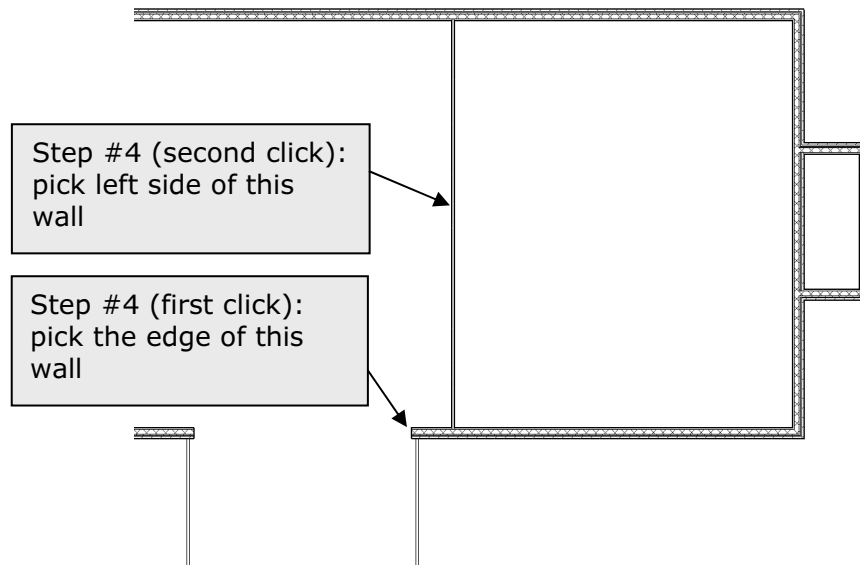 Step #4 (second click):
pick left side of this
wall
Step #4 (first click):
pick the edge of this
wall